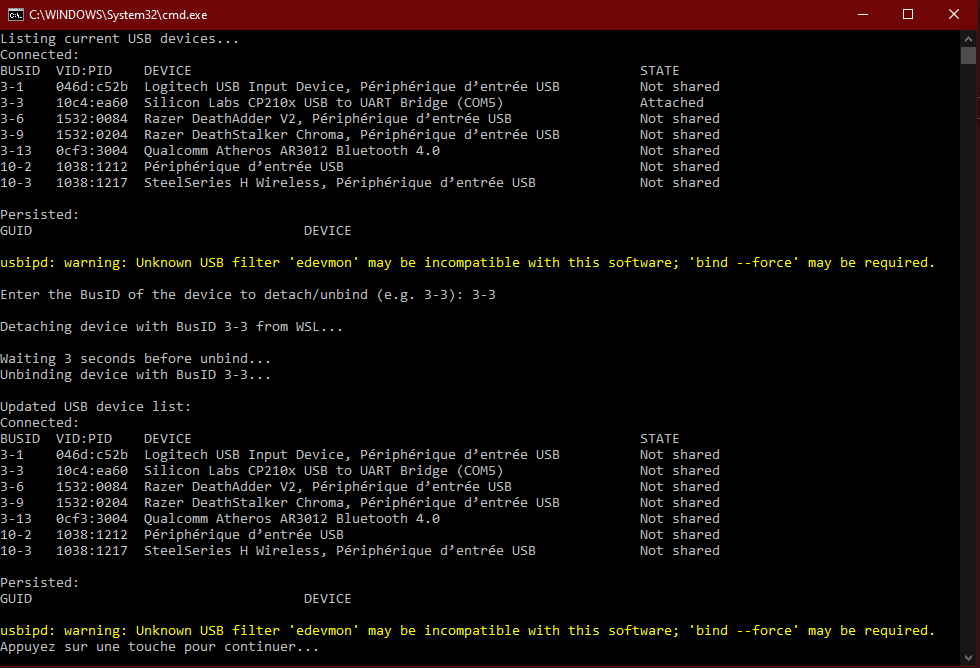 C:\WINDOWS\System32\cmd.exe
Listing current USB devices...
Connected:
BUSID  VID:PID    DEVICE                                                        STATE
3-1    046d:c52b  Logitech USB Input Device, Périphérique d’entrée USB          Not shared
3-3    10c4:ea60  Silicon Labs CP210x USB to UART Bridge (COM5)                 Attached
3-6    1532:0084  Razer DeathAdder V2, Périphérique d’entrée USB                Not shared
3-9    1532:0204  Razer DeathStalker Chroma, Périphérique d’entrée USB          Not shared
3-13   0cf3:3004  Qualcomm Atheros AR3012 Bluetooth 4.0                         Not shared
10-2   1038:1212  Périphérique d’entrée USB                                     Not shared
10-3   1038:1217  SteelSeries H Wireless, Périphérique d’entrée USB             Not shared
Persisted:
GUID                                  DEVICE
usbipd: warning: Unknown USB filter 'edevmon' may be incompatible with this software; 'bind --force' may be required.
Enter the BusID of the device to detach/unbind (e.g. 3-3): 3-3
Detaching device with BusID 3-3 from WSL...
Waiting 3 seconds before unbind...
Unbinding device with BusID 3-3...
Updated USB device list:
Connected:
BUSID  VID:PID    DEVICE                                                        STATE
3-1    046d:c52b  Logitech USB Input Device, Périphérique d’entrée USB          Not shared
3-3    10c4:ea60  Silicon Labs CP210x USB to UART Bridge (COM5)                 Not shared
3-6    1532:0084  Razer DeathAdder V2, Périphérique d’entrée USB                Not shared
3-9    1532:0204  Razer DeathStalker Chroma, Périphérique d’entrée USB          Not shared
3-13   0cf3:3004  Qualcomm Atheros AR3012 Bluetooth 4.0                         Not shared
10-2   1038:1212  Périphérique d’entrée USB                                     Not shared
10-3   1038:1217  SteelSeries H Wireless, Périphérique d’entrée USB             Not shared
Persisted:
GUID                                  DEVICE
usbipd: warning: Unknown USB filter 'edevmon' may be incompatible with this software; 'bind --force' may be required.
Appuyez sur une touche pour continuer...